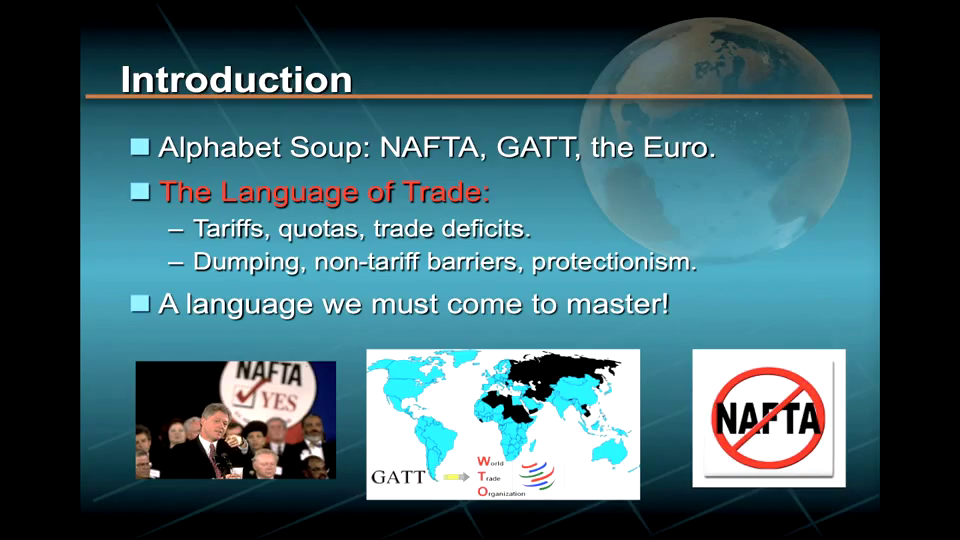 Introduction
Alphabet Soup: NAFTA, GATT, the Euro.
The Language of Trade:
– Tariffs, quotas, trade deficits.
– Dumping, non-tariff barriers, protectionism.
A language we must come to master!
NAFTA
YES
GATT
World
Trade
Organization
NAFTA